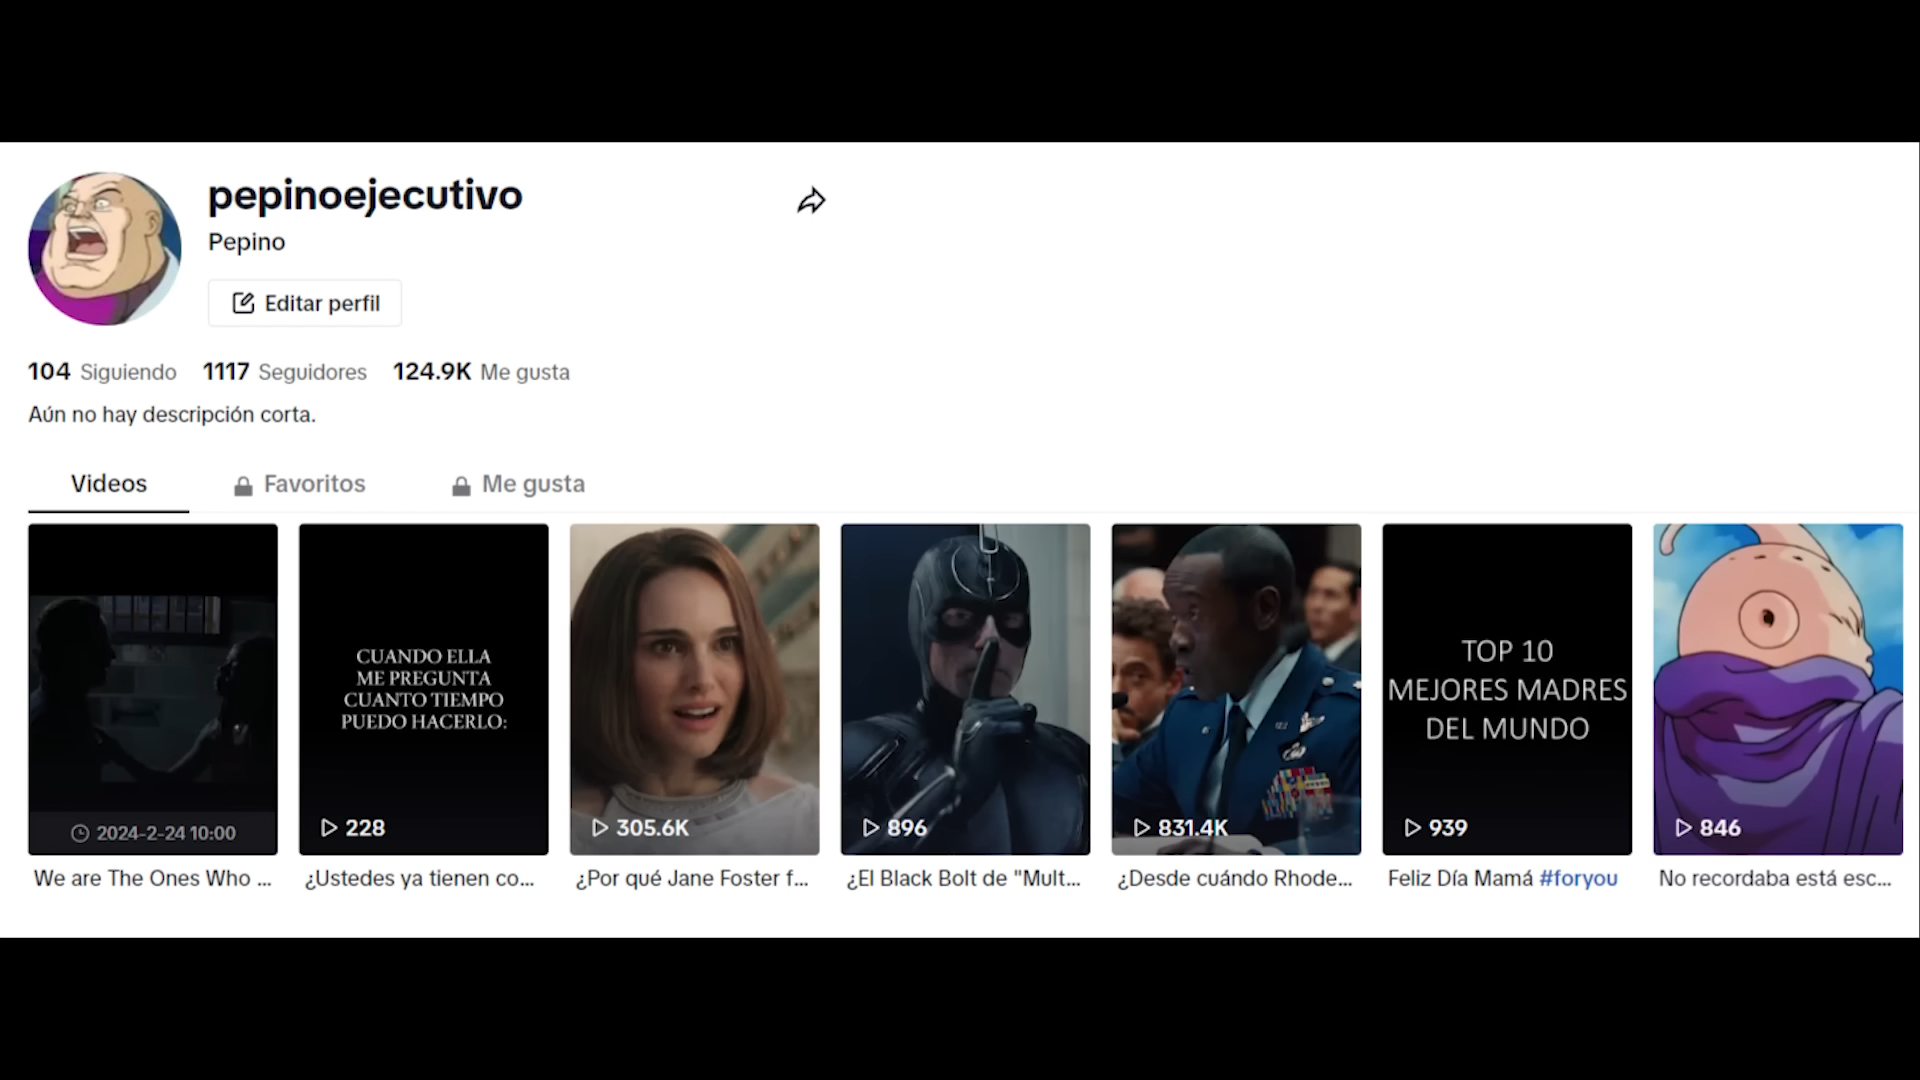 pepinoejecutivo
Pepino
Editar perfil
104 Siguiendo 1117 Seguidores 124.9K Me gusta
Aún no hay descripción corta.
Videos Favoritos Me gusta
CUANDO ELLA
ME PREGUNTA
CUANTO TIEMPO
PUEDO HACERLO:
TOP 10
MEJORES MADRES
DEL MUNDO
2024-2-24 10:00 228 305.6K 896 831.4K 939 846
We are The Ones Who ... ¿Ustedes ya tienen co... ¿Por qué Jane Foster f... ¿El Black Bolt de "Mult... ¿Desde cuándo Rhode... Feliz Día Mamá #foryou No recordaba está esc...